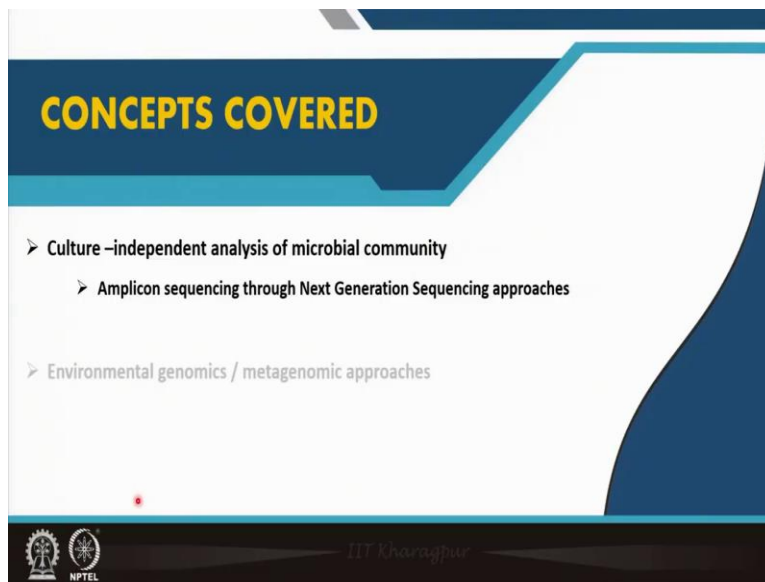 CONCEPTS COVERED
➢ Culture –independent analysis of microbial community
➢ Amplicon sequencing through Next Generation Sequencing approaches
➢ Environmental genomics / metagenomic approaches
IIT Kharagpur
NPTEL